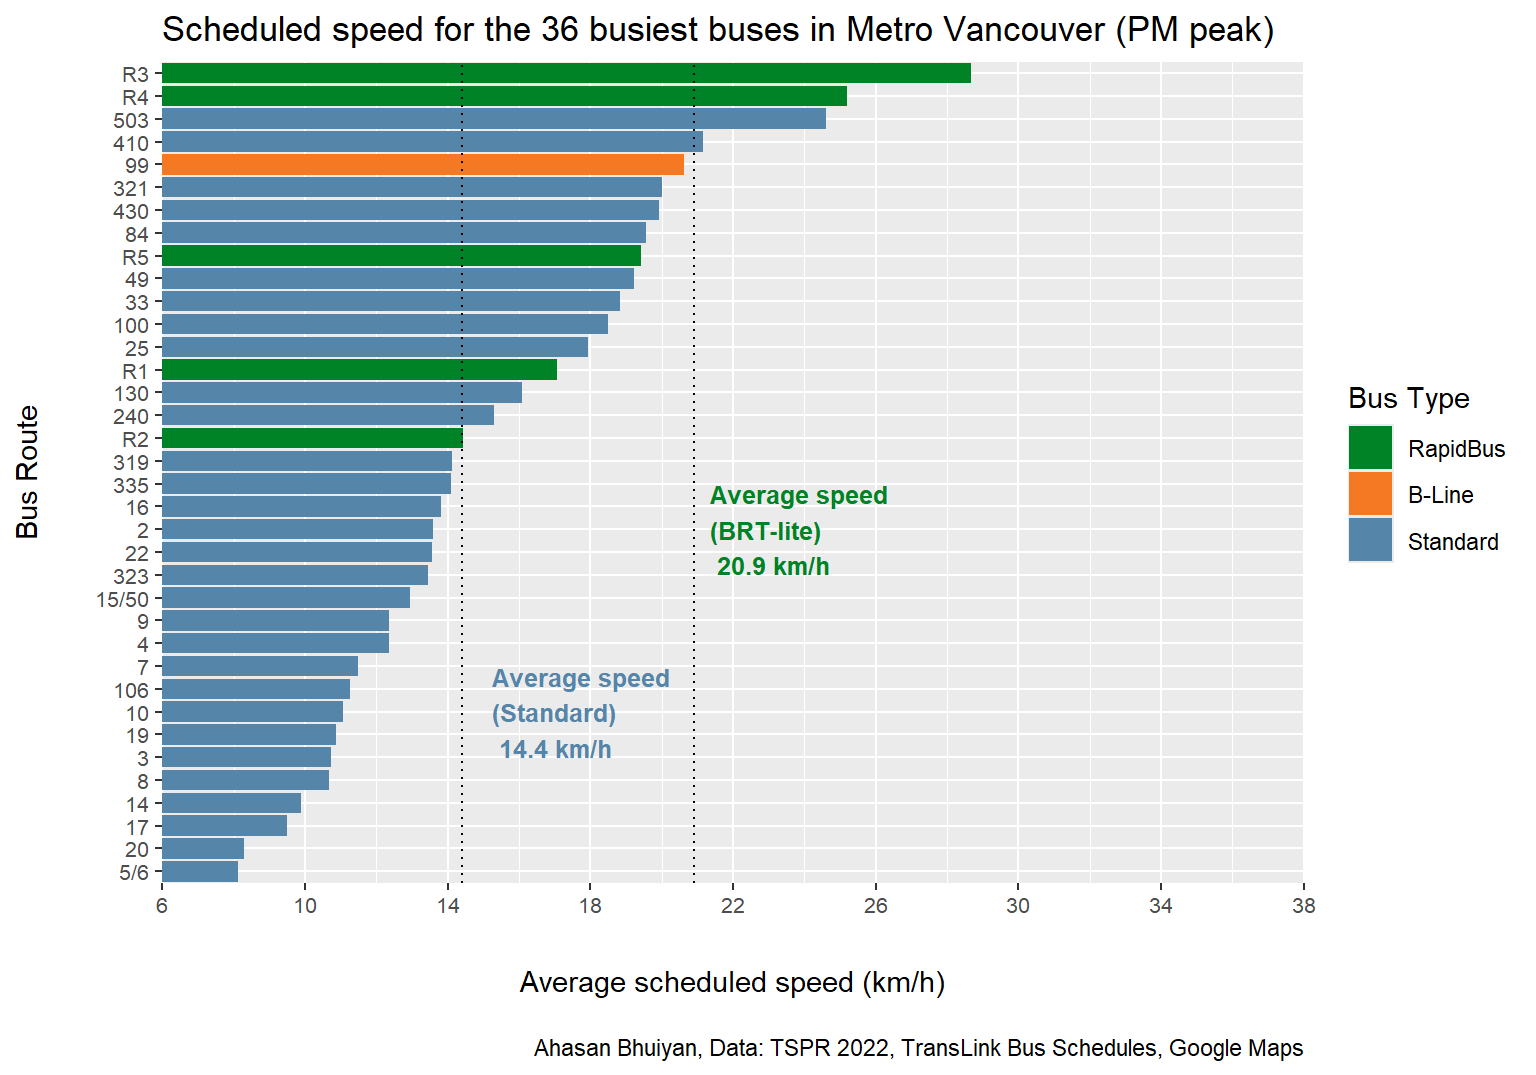 Scheduled speed for the 36 busiest buses in Metro Vancouver (PM peak)
R3
R4
503
410
99
321
430
84
R5
49
33
100
25
R1
130
240
R2
319
335
16
2
22
323
15/50
9
4
7
106
10
19
3
8
14
17
20
5/6
Bus Route
Average speed
(BRT-lite)
20.9 km/h
Average speed
(Standard)
14.4 km/h
6 10 14 18 22 26 30 34 38
Average scheduled speed (km/h)
Bus Type
RapidBus
B-Line
Standard
Ahasan Bhuiyan, Data: TSPR 2022, TransLink Bus Schedules, Google Maps